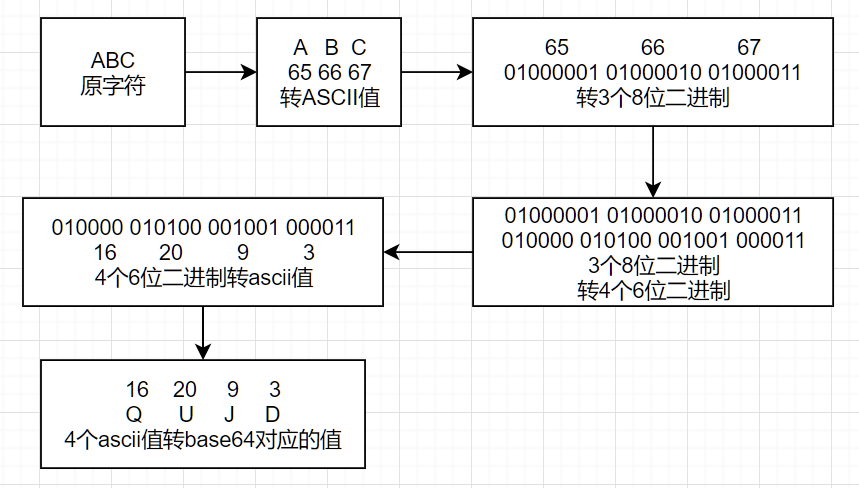 ABC
原字符
A B C
65 66 67
转ASCII值
65 66 67
01000001 01000010 01000011
转3个8位二进制
01000001 01000010 01000011
010000 010100 001001 000011
3个8位二进制
转4个6位二进制
010000 010100 001001 000011
16 20 9 3
4个6位二进制转ascii值
16 20 9 3
Q U J D
4个ascii值转base64对应的值